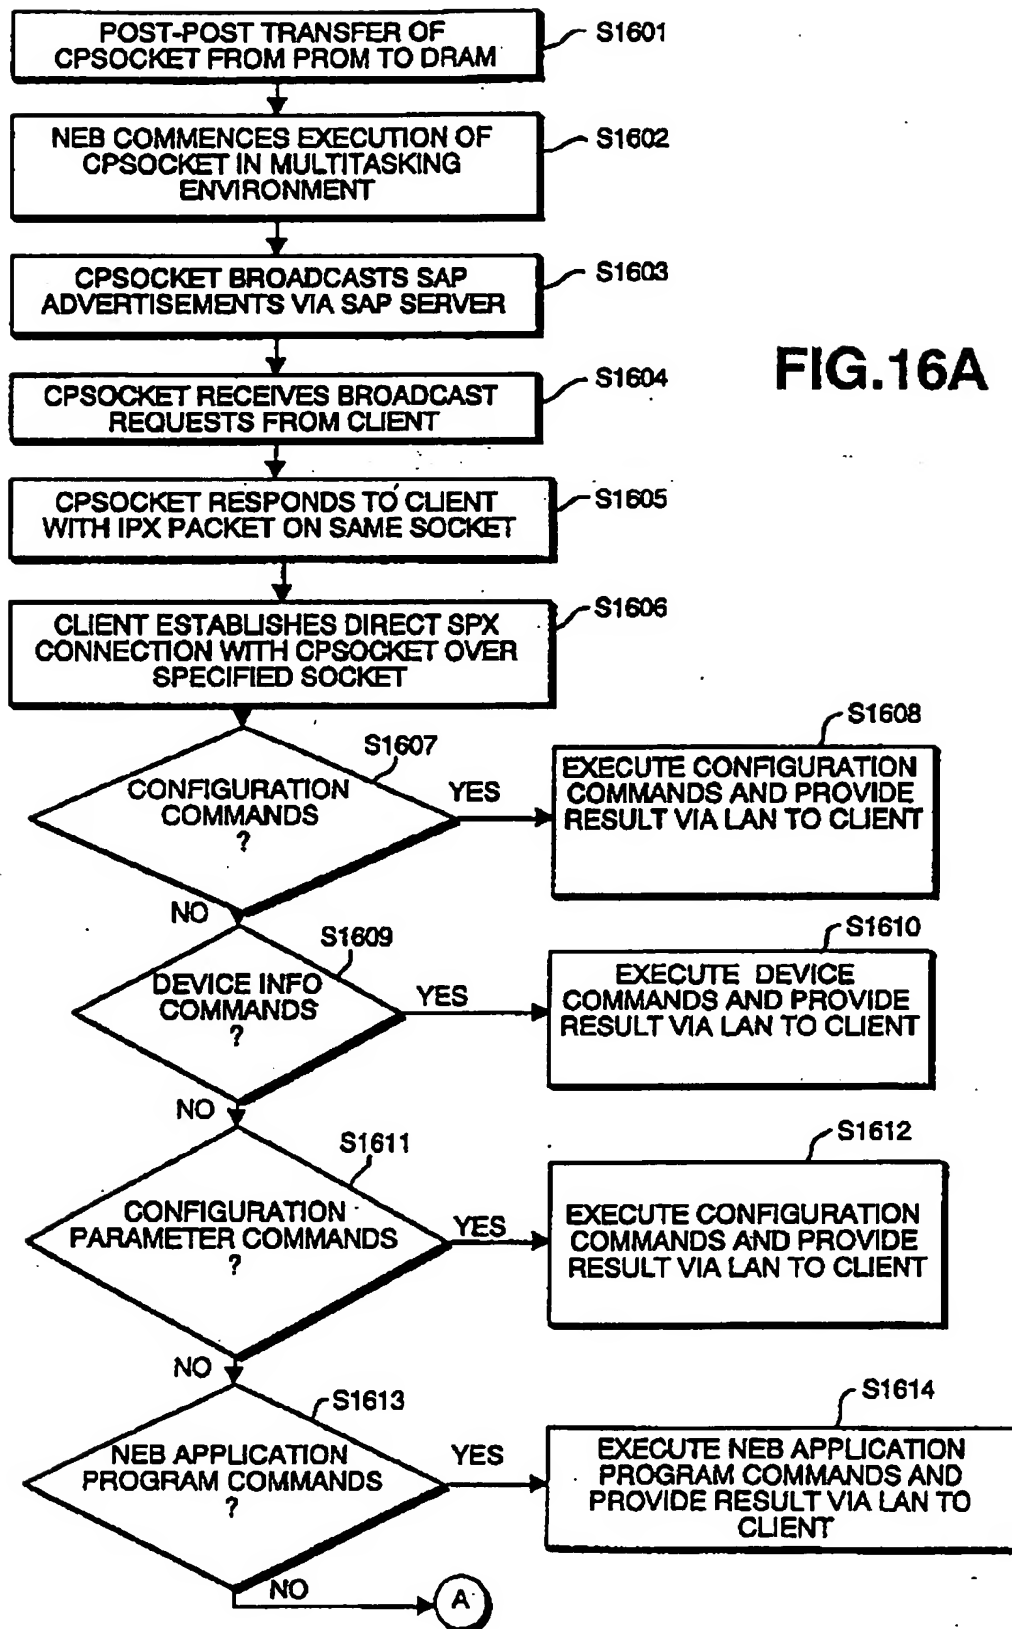 POST-POST TRANSFER OF
CPSOCKET FROM PROM TO DRAM
S1601
NEB COMMENCES EXECUTION OF
CPSOCKET IN MULTITASKING
ENVIRONMENT
S1602
CPSOCKET BROADCASTS SAP
ADVERTISEMENTS VIA SAP SERVER
S1603
FIG.16A
CPSOCKET RECEIVES BROADCAST
REQUESTS FROM CLIENT
S1604
CPSOCKET RESPONDS TO CLIENT
WITH IPX PACKET ON SAME SOCKET
S1605
CLIENT ESTABLISHES DIRECT SPX
CONNECTION WITH CPSOCKET OVER
SPECIFIED SOCKET
S1606
CONFIGURATION
COMMANDS
?
S1607
YES
EXECUTE CONFIGURATION
COMMANDS AND PROVIDE
RESULT VIA LAN TO CLIENT
S1608
NO
DEVICE INFO
COMMANDS
?
S1609
YES
EXECUTE DEVICE
COMMANDS AND PROVIDE
RESULT VIA LAN TO CLIENT
S1610
NO
CONFIGURATION
PARAMETER COMMANDS
?
S1611
YES
EXECUTE CONFIGURATION
COMMANDS AND PROVIDE
RESULT VIA LAN TO CLIENT
S1612
NO
NEB APPLICATION
PROGRAM COMMANDS
?
S1613
YES
EXECUTE NEB APPLICATION
PROGRAM COMMANDS AND
PROVIDE RESULT VIA LAN TO
CLIENT
S1614
NO
A